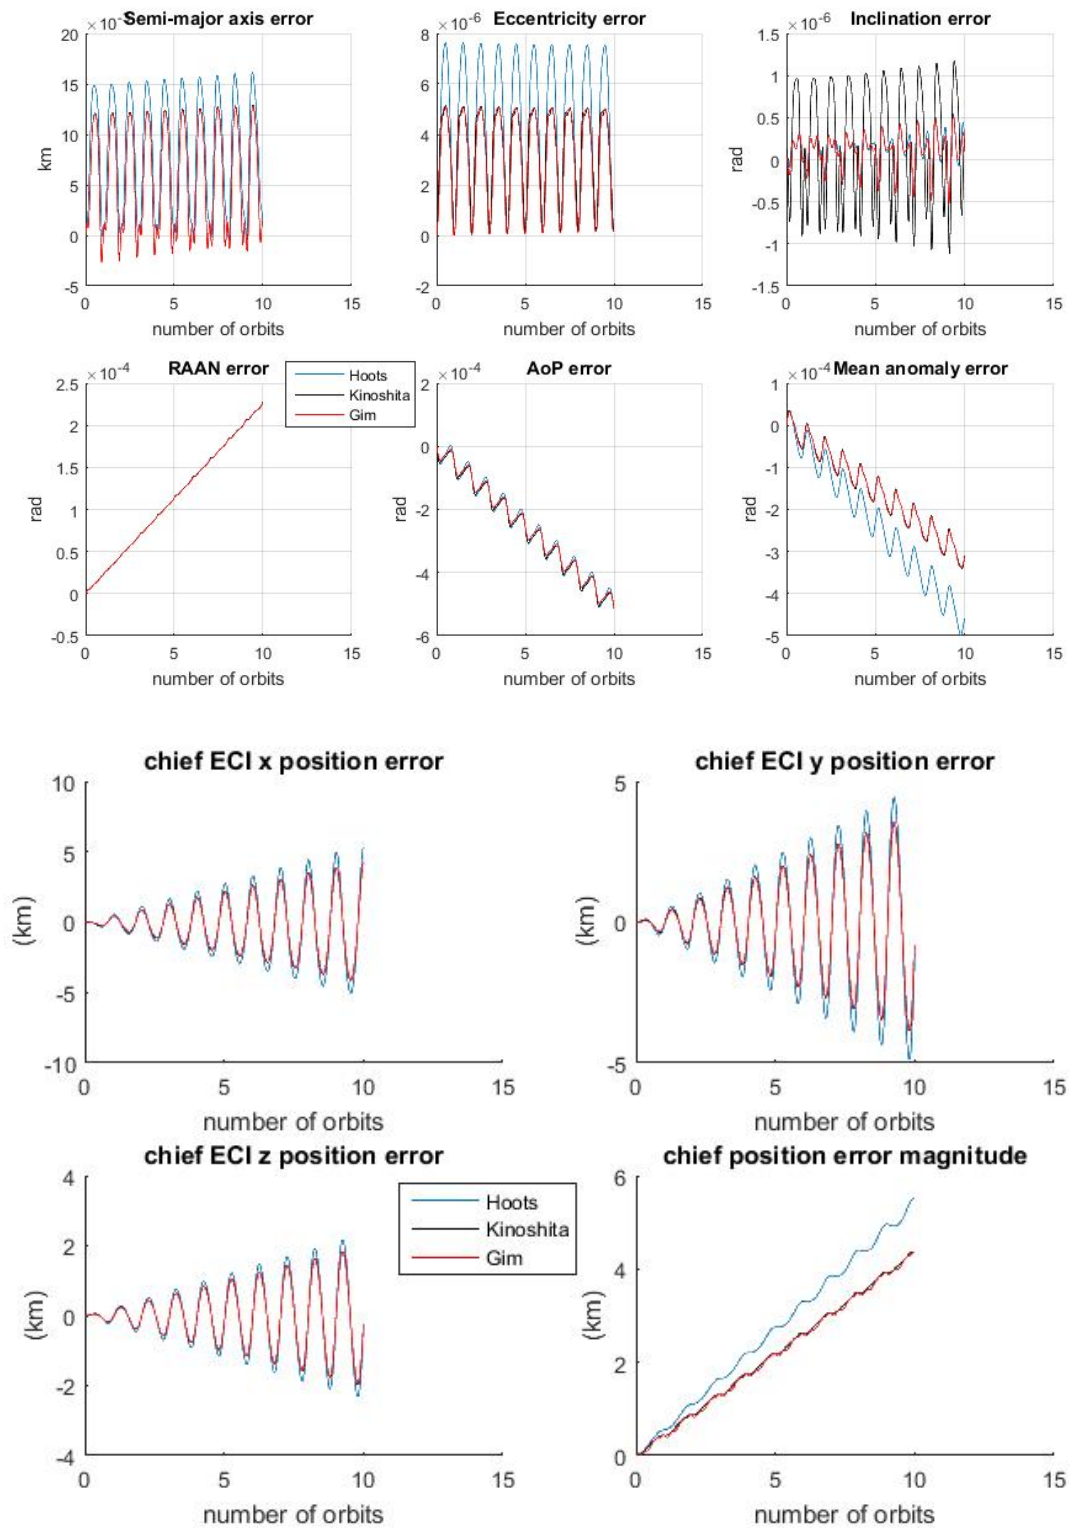 Semi-major axis error
Eccentricity error
Inclination error
20
15
10
5
0
-5
km
0 5 10 15
number of orbits
×10⁻⁶
8
6
4
2
0
-2
0 5 10 15
number of orbits
×10⁻⁶
1.5
1
0.5
0
-0.5
-1
-1.5
rad
0 5 10 15
number of orbits
RAAN error
×10⁻⁴
2.5
2
1.5
1
0.5
0
-0.5
rad
0 5 10 15
number of orbits
Hoots
Kinoshita
Gim
AoP error
×10⁻⁴
2
0
-2
-4
-6
rad
0 5 10 15
number of orbits
Mean anomaly error
×10⁻⁴
1
0
-1
-2
-3
-4
-5
rad
0 5 10 15
number of orbits
chief ECI x position error
10
5
0
-5
-10
(km)
0 5 10 15
number of orbits
chief ECI y position error
5
0
-5
(km)
0 5 10 15
number of orbits
chief ECI z position error
4
2
0
-2
-4
(km)
0 5 10 15
number of orbits
Hoots
Kinoshita
Gim
chief position error magnitude
6
4
2
0
(km)
0 5 10 15
number of orbits